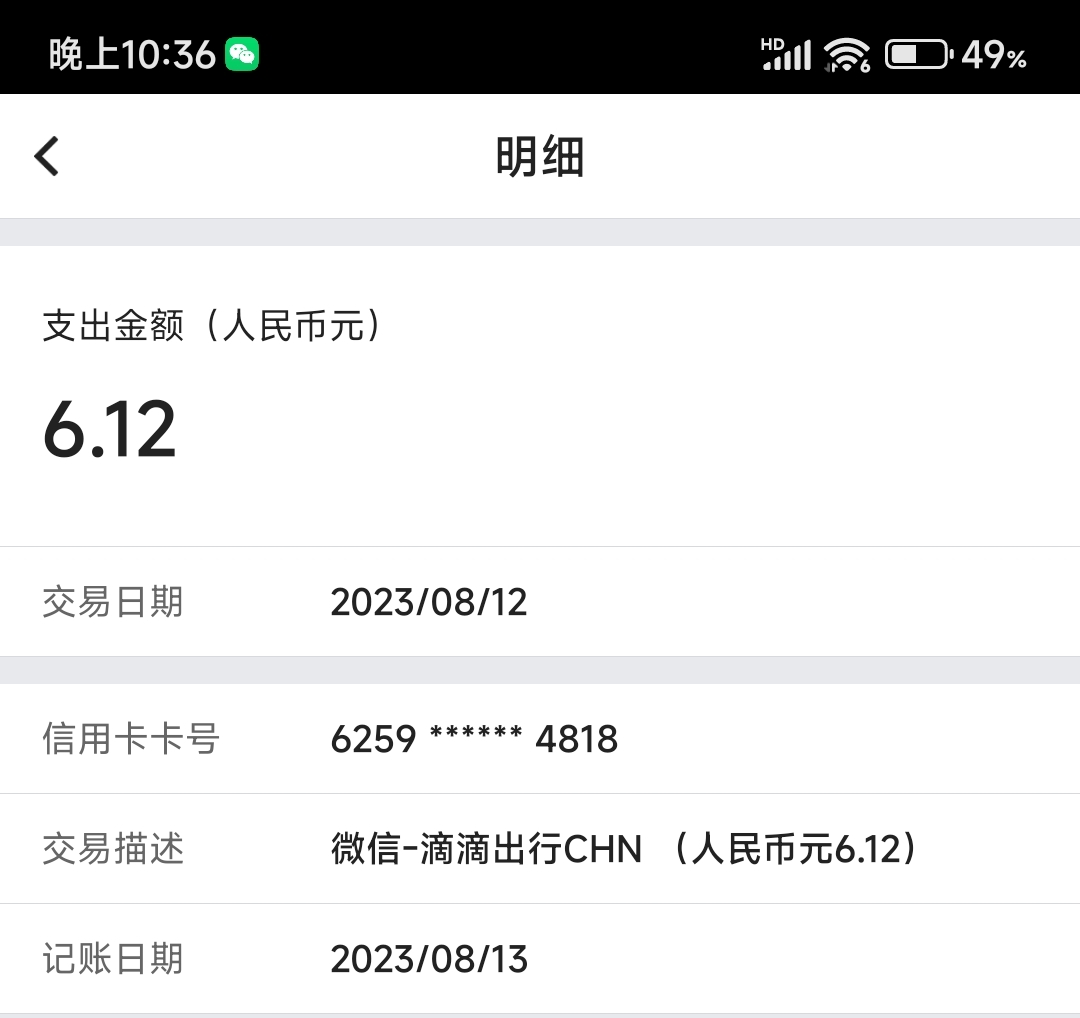 晚上10:36 HD 6 49%
明细
支出金额（人民币元）
6.12
交易日期 2023/08/12
信用卡卡号 6259 ****** 4818
交易描述 微信-滴滴出行CHN （人民币元6.12）
记账日期 2023/08/13